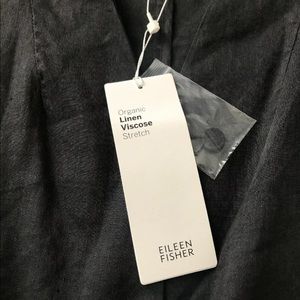 Organic
Linen
Viscose
Stretch
EILEEN
FISHER